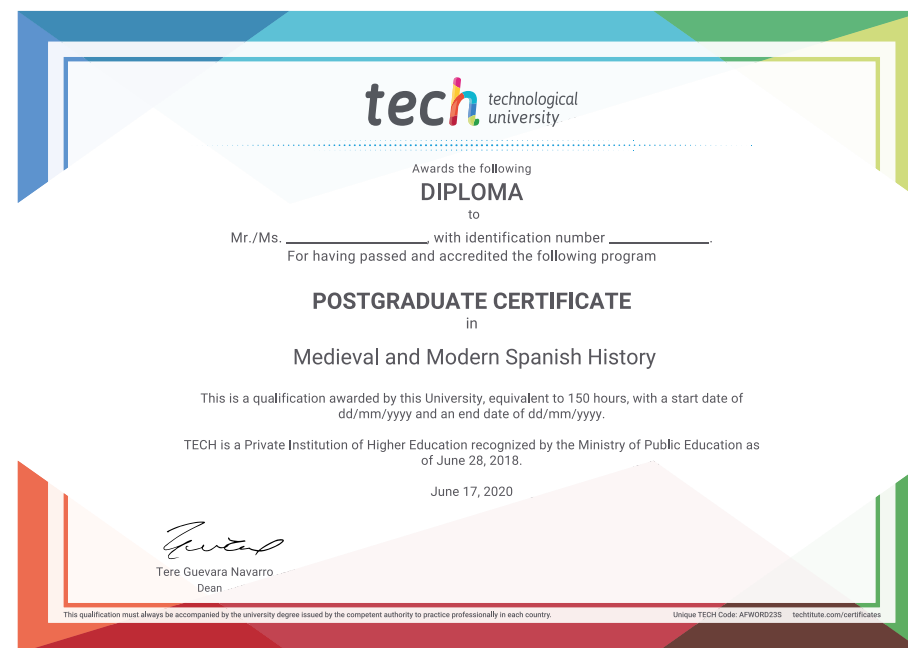 tech technological
university
Awards the following
DIPLOMA
to
Mr./Ms. ____________________, with identification number ______________.
For having passed and accredited the following program
POSTGRADUATE CERTIFICATE
in
Medieval and Modern Spanish History
This is a qualification awarded by this University, equivalent to 150 hours, with a start date of
dd/mm/yyyy and an end date of dd/mm/yyyy.
TECH is a Private Institution of Higher Education recognized by the Ministry of Public Education as
of June 28, 2018.
June 17, 2020
Tere Guevara Navarro
Dean
This qualification must always be accompanied by the university degree issued by the competent authority to practice professionally in each country.
Unique TECH Code: AFWORD23S techtitute.com/certificates